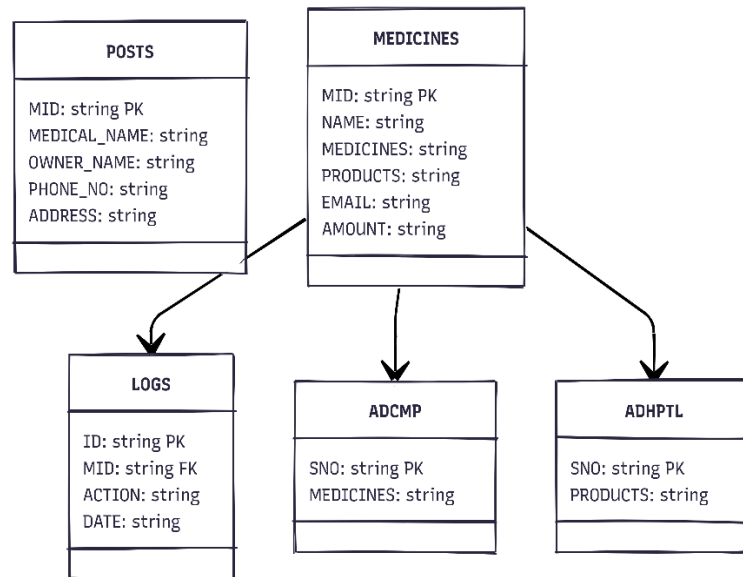 POSTS
MID: string PK
MEDICAL_NAME: string
OWNER_NAME: string
PHONE_NO: string
ADDRESS: string
MEDICINES
MID: string PK
NAME: string
MEDICINES: string
PRODUCTS: string
EMAIL: string
AMOUNT: string
LOGS
ID: string PK
MID: string FK
ACTION: string
DATE: string
ADCMP
SNO: string PK
MEDICINES: string
ADHPTL
SNO: string PK
PRODUCTS: string